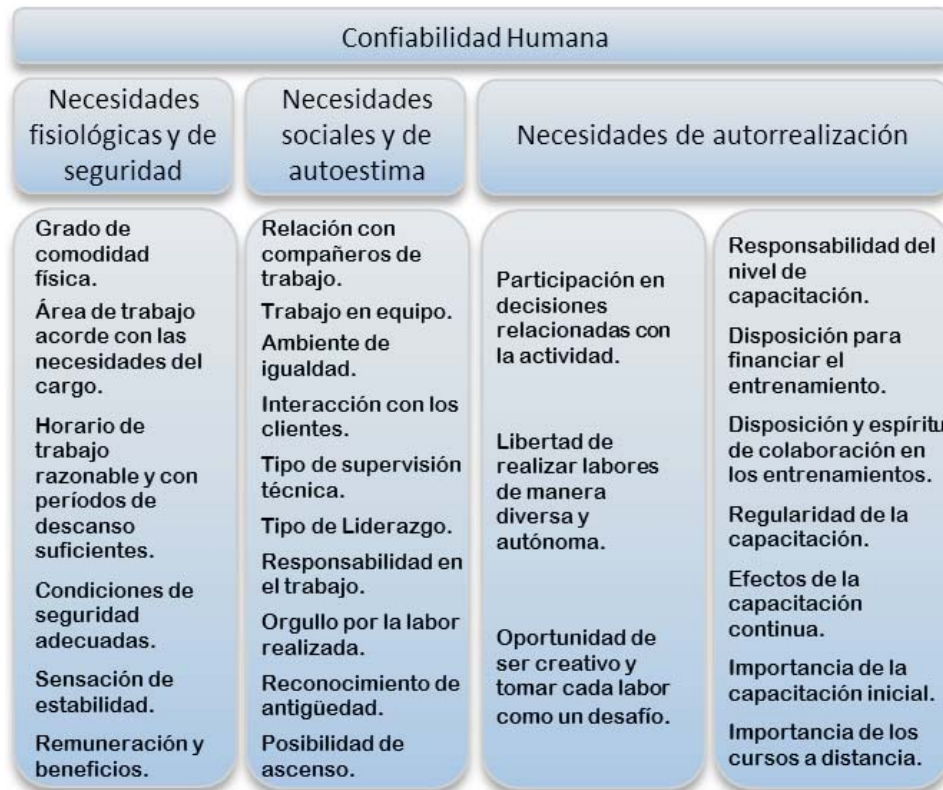 Confiabilidad Humana
Necesidades
fisiológicas y de
seguridad
Necesidades
sociales y de
autoestima
Necesidades de autorrealización
Grado de
comodidad
física.
Área de trabajo
acorde con las
necesidades del
cargo.
Horario de
trabajo
razonable y con
períodos de
descanso
suficientes.
Condiciones de
seguridad
adecuadas.
Sensación de
estabilidad.
Remuneración y
beneficios.
Relación con
compañeros de
trabajo.
Trabajo en equipo.
Ambiente de
igualdad.
Interacción con los
clientes.
Tipo de supervisión
técnica.
Tipo de Liderazgo.
Responsabilidad en
el trabajo.
Orgullo por la labor
realizada.
Reconocimiento de
antigüedad.
Posibilidad de
ascenso.
Participación en
decisiones
relacionadas con
la actividad.
Libertad de
realizar labores
de manera
diversa y
autónoma.
Oportunidad de
ser creativo y
tomar cada labor
como un desafío.
Responsabilidad del
nivel de
capacitación.
Disposición para
financiar el
entrenamiento.
Disposición y espíritu
de colaboración en
los entrenamientos.
Regularidad de la
capacitación.
Efectos de la
capacitación
continua.
Importancia de la
capacitación inicial.
Importancia de los
cursos a distancia.